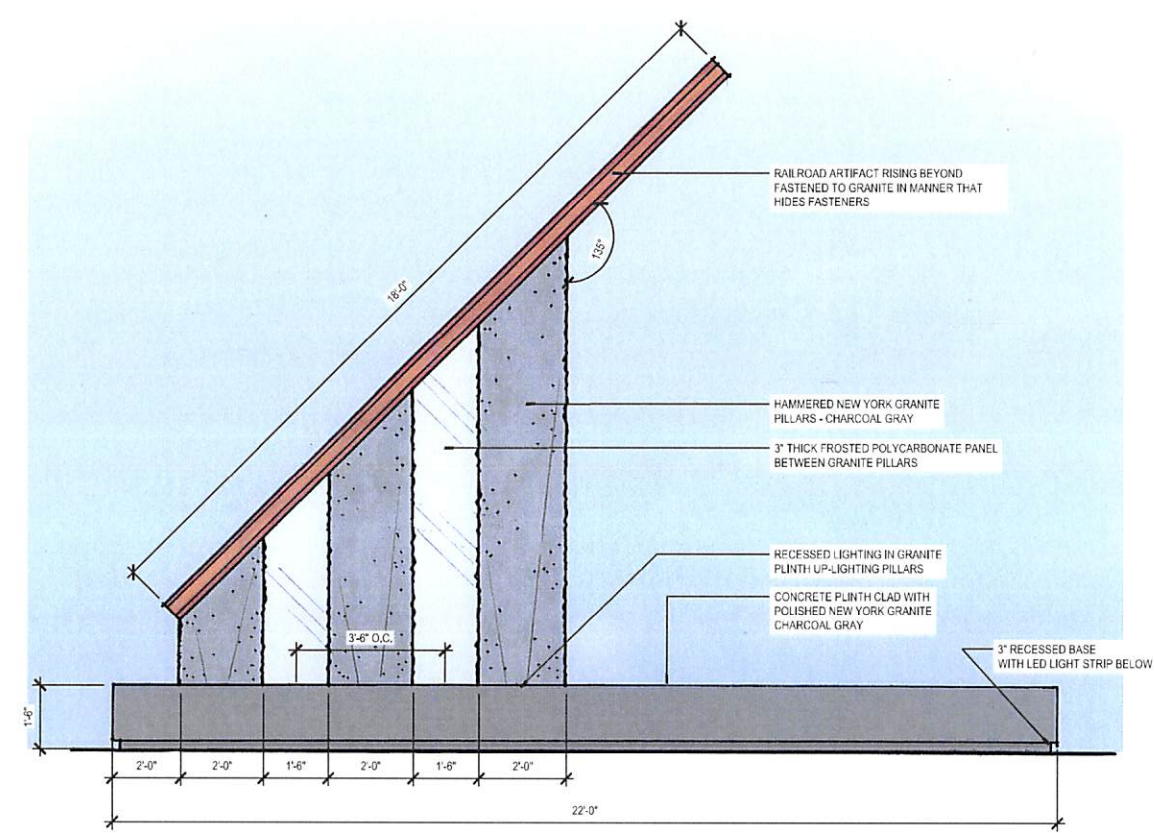 18'-0"
RAILROAD ARTIFACT RISING BEYOND
FASTENED TO GRANITE IN MANNER THAT
HIDES FASTENERS
135°
HAMMERED NEW YORK GRANITE
PILLARS - CHARCOAL GRAY
3" THICK FROSTED POLYCARBONATE PANEL
BETWEEN GRANITE PILLARS
RECESSED LIGHTING IN GRANITE
PLINTH UP-LIGHTING PILLARS
CONCRETE PLINTH CLAD WITH
POLISHED NEW YORK GRANITE
CHARCOAL GRAY
3'-6" O.C.
3" RECESSED BASE
WITH LED LIGHT STRIP BELOW
1'-6"
2'-0" 2'-0" 1'-6" 2'-0" 1'-6" 2'-0"
22'-0"